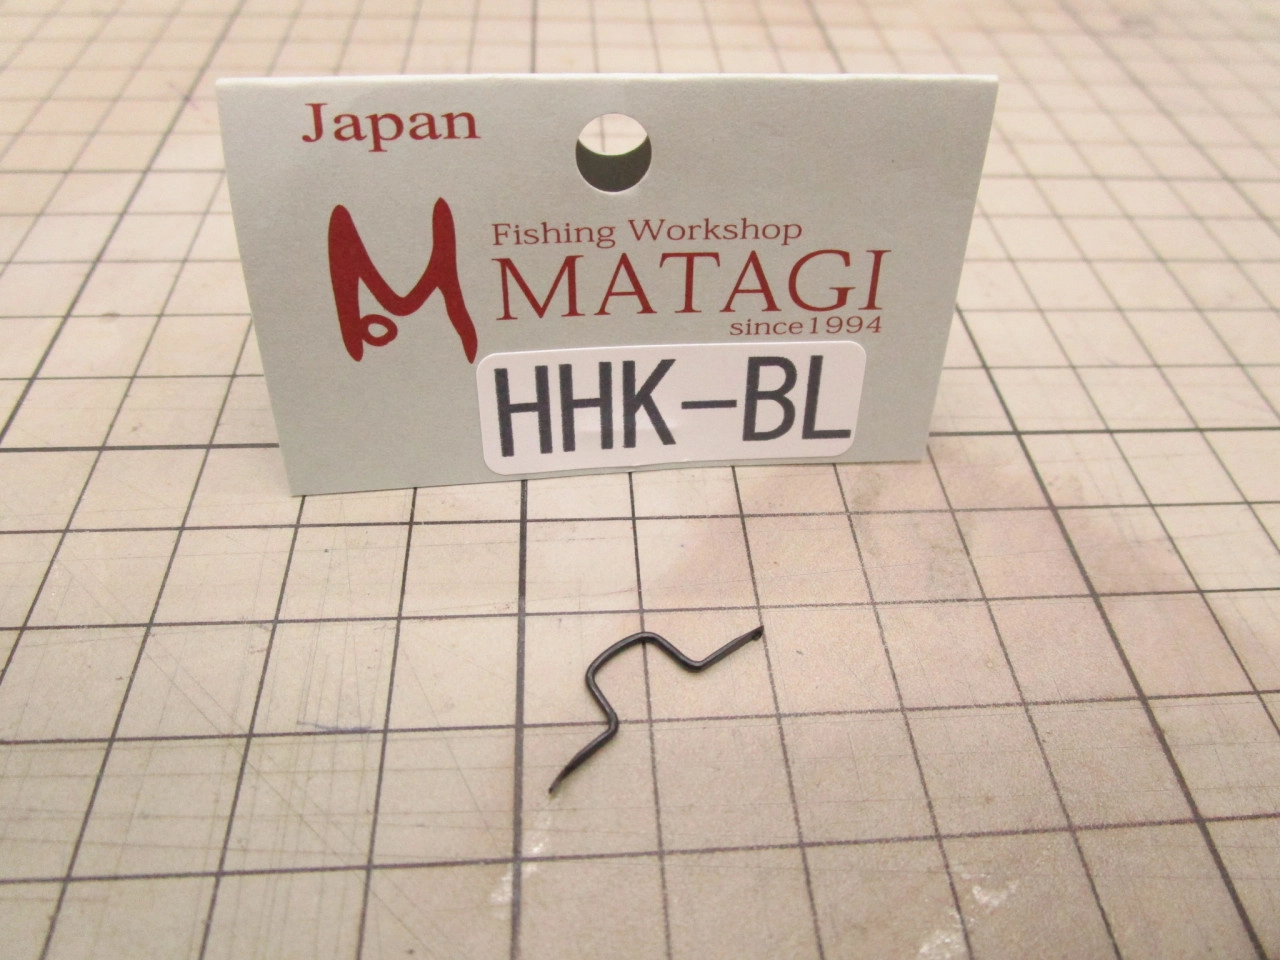 Japan
Fishing Workshop
MATAGI
since1994
HHK-BL